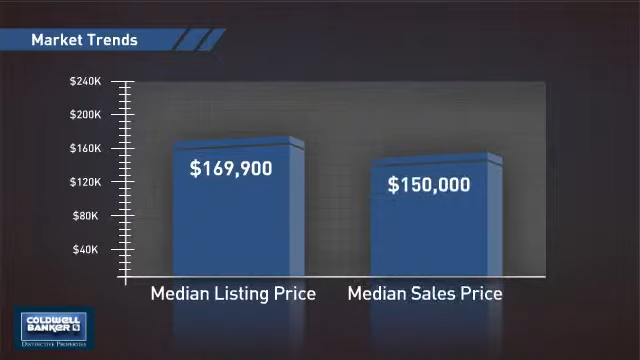 Market Trends
$240K
$200K
$160K
$120K
$80K
$40K
$169,900
$150,000
Median Listing Price
Median Sales Price
COLDWELL
BANKER
DISTINCTIVE PROPERTIES